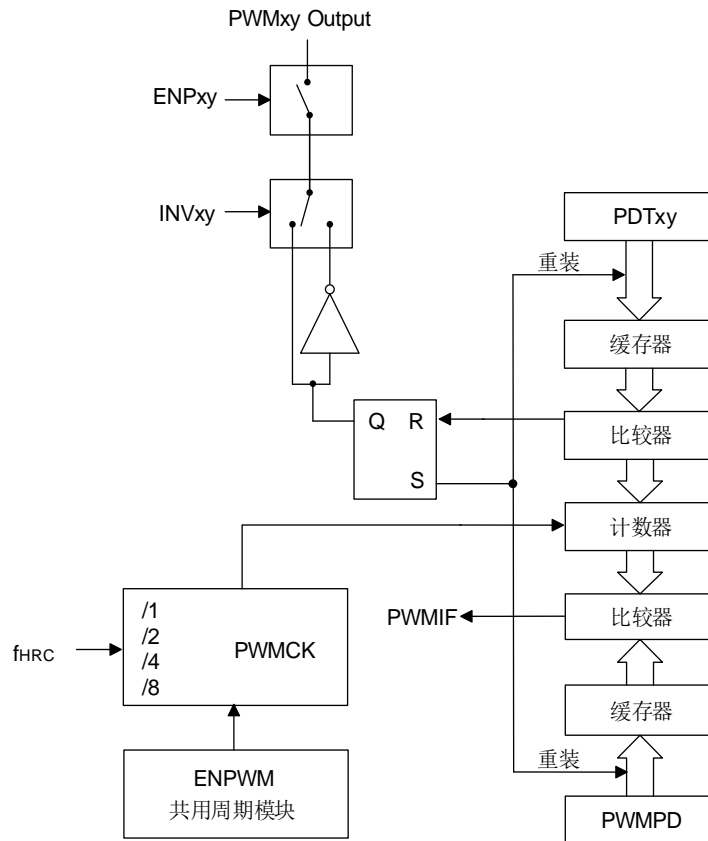 PWMxy Output
ENPxy
INVxy
PDTxy
重装
缓存器
Q R
比较器
S
计数器
/1
/2
/4
/8
PWMCK
fHRC
PWMIF
比较器
缓存器
重装
ENPWM
共用周期模块
PWMPD